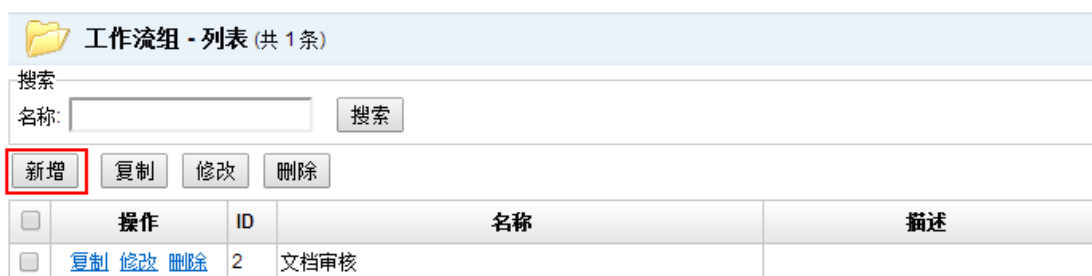 工作流组 - 列表 (共 1 条)
搜索
名称: 搜索
新增 复制 修改 删除
操作 ID 名称 描述
复制 修改 删除 2 文档审核